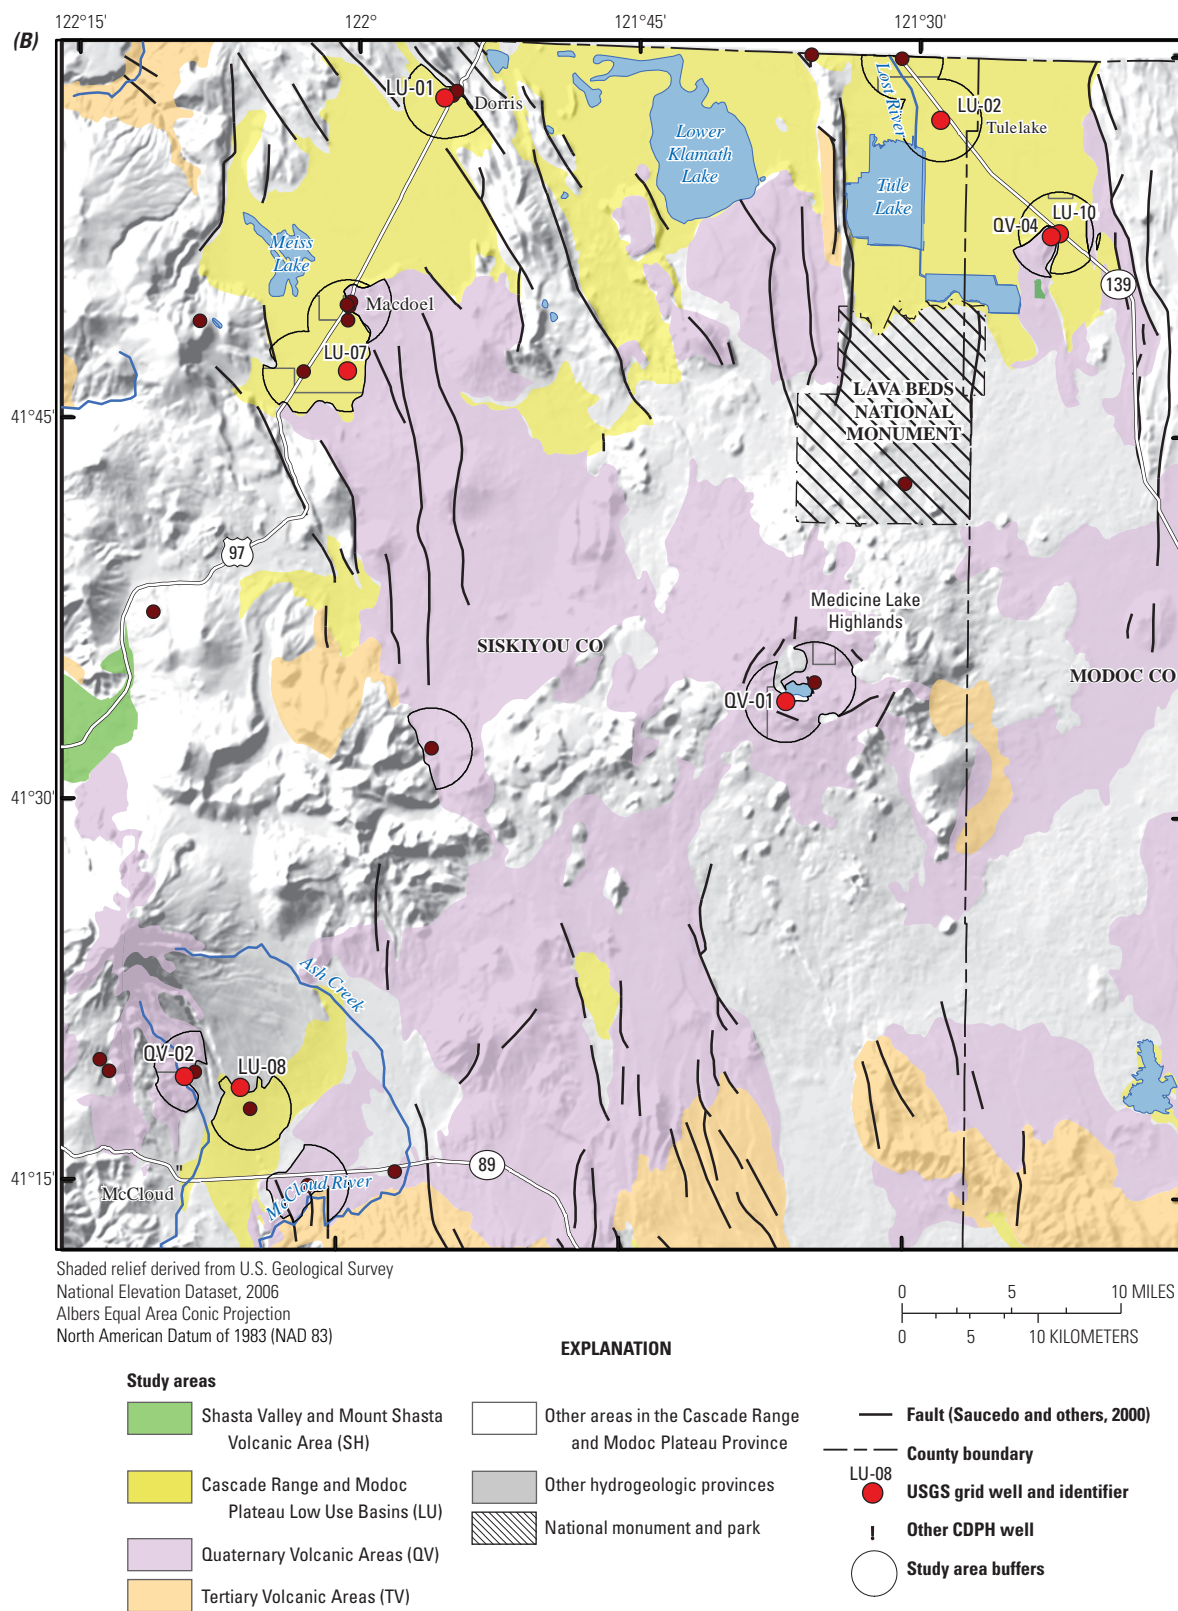 (B)
122°15'
122°
121°45'
121°30'
LU-01
Dorris
Lost River
LU-02
Tulelake
Lower
Klamath
Lake
Tule
Lake
QV-04
LU-10
139
Meiss
Lake
Macdoel
LU-07
LAVA BEDS
NATIONAL
MONUMENT
41°45'
97
Medicine Lake
Highlands
SISKIYOU CO
MODOC CO
QV-01
41°30'
Ash Creek
QV-02
LU-08
41°15'
McCloud
"
89
McCloud River
Shaded relief derived from U.S. Geological Survey
National Elevation Dataset, 2006
Albers Equal Area Conic Projection
North American Datum of 1983 (NAD 83)
0 5 10 MILES
0 5 10 KILOMETERS
EXPLANATION
Study areas
Shasta Valley and Mount Shasta
Volcanic Area (SH)
Cascade Range and Modoc
Plateau Low Use Basins (LU)
Quaternary Volcanic Areas (QV)
Tertiary Volcanic Areas (TV)
Other areas in the Cascade Range
and Modoc Plateau Province
Other hydrogeologic provinces
National monument and park
Fault (Saucedo and others, 2000)
County boundary
LU-08
USGS grid well and identifier
! Other CDPH well
Study area buffers